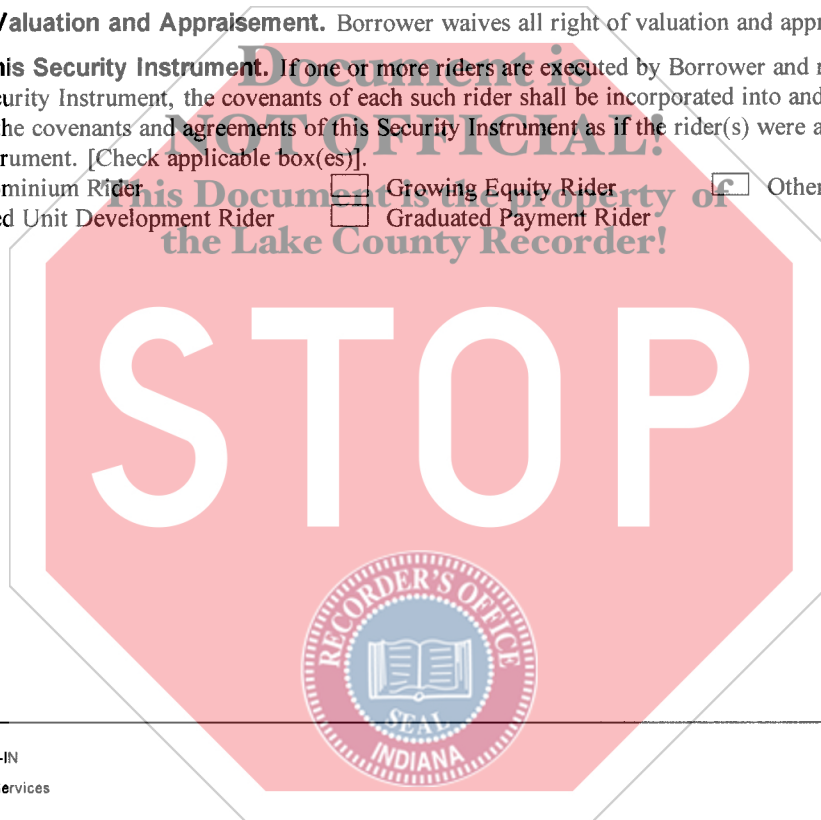 Valuation and Appraisement. Borrower waives all right of valuation and appr
Document is
his Security Instrument. If one or more riders are executed by Borrower and r
curity Instrument, the covenants of each such rider shall be incorporated into and
he covenants and agreements of this Security Instrument as if the rider(s) were a
NOT OFFICIAL!
rument. [Check applicable box(es)].
ominium Rider Growing Equity Rider Other
This Document is the property of
ed Unit Development Rider Graduated Payment Rider
the Lake County Recorder!
STOP
RECORDER'S OFFICE
SEAL
INDIANA
-IN
ervices